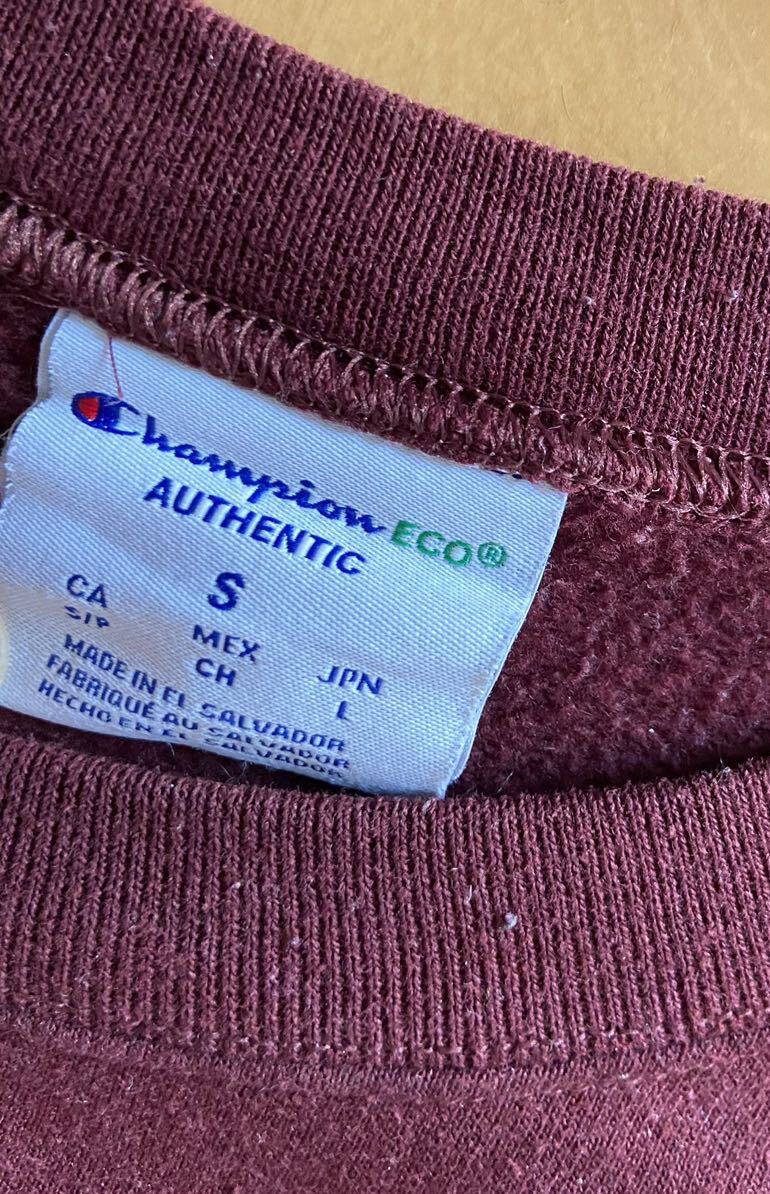 Champion ECO®
AUTHENTIC
S
CA MEX JPN
S/P CH L
MADE IN EL SALVADOR
FABRIQUÉ AU SALVADOR
HECHO EN EL SALVADOR